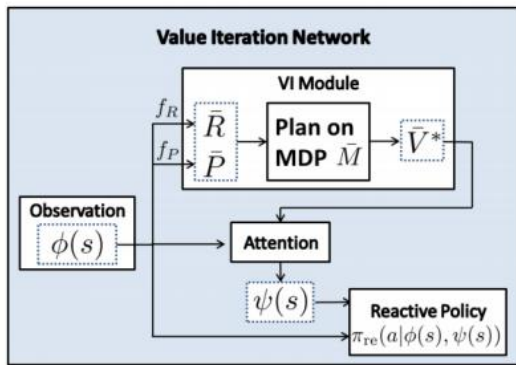 Value Iteration Network
VI Module
f_R
R̄
Plan on
MDP M̄
V̄*
f_P
P̄
Observation
ϕ(s)
Attention
ψ(s)
Reactive Policy
π_re(a|ϕ(s), ψ(s))